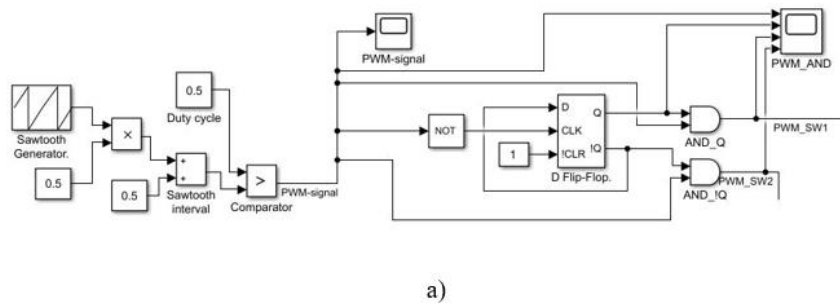 PWM-signal
PWM_AND
0.5
Duty cycle
Sawtooth
Generator.
×
0.5
0.5
+
+
Sawtooth
interval
>
Comparator
PWM-signal
NOT
1
D
CLK
!CLR
Q
!Q
D Flip-Flop.
AND_Q
PWM_SW1
AND_!Q
PWM_SW2
a)